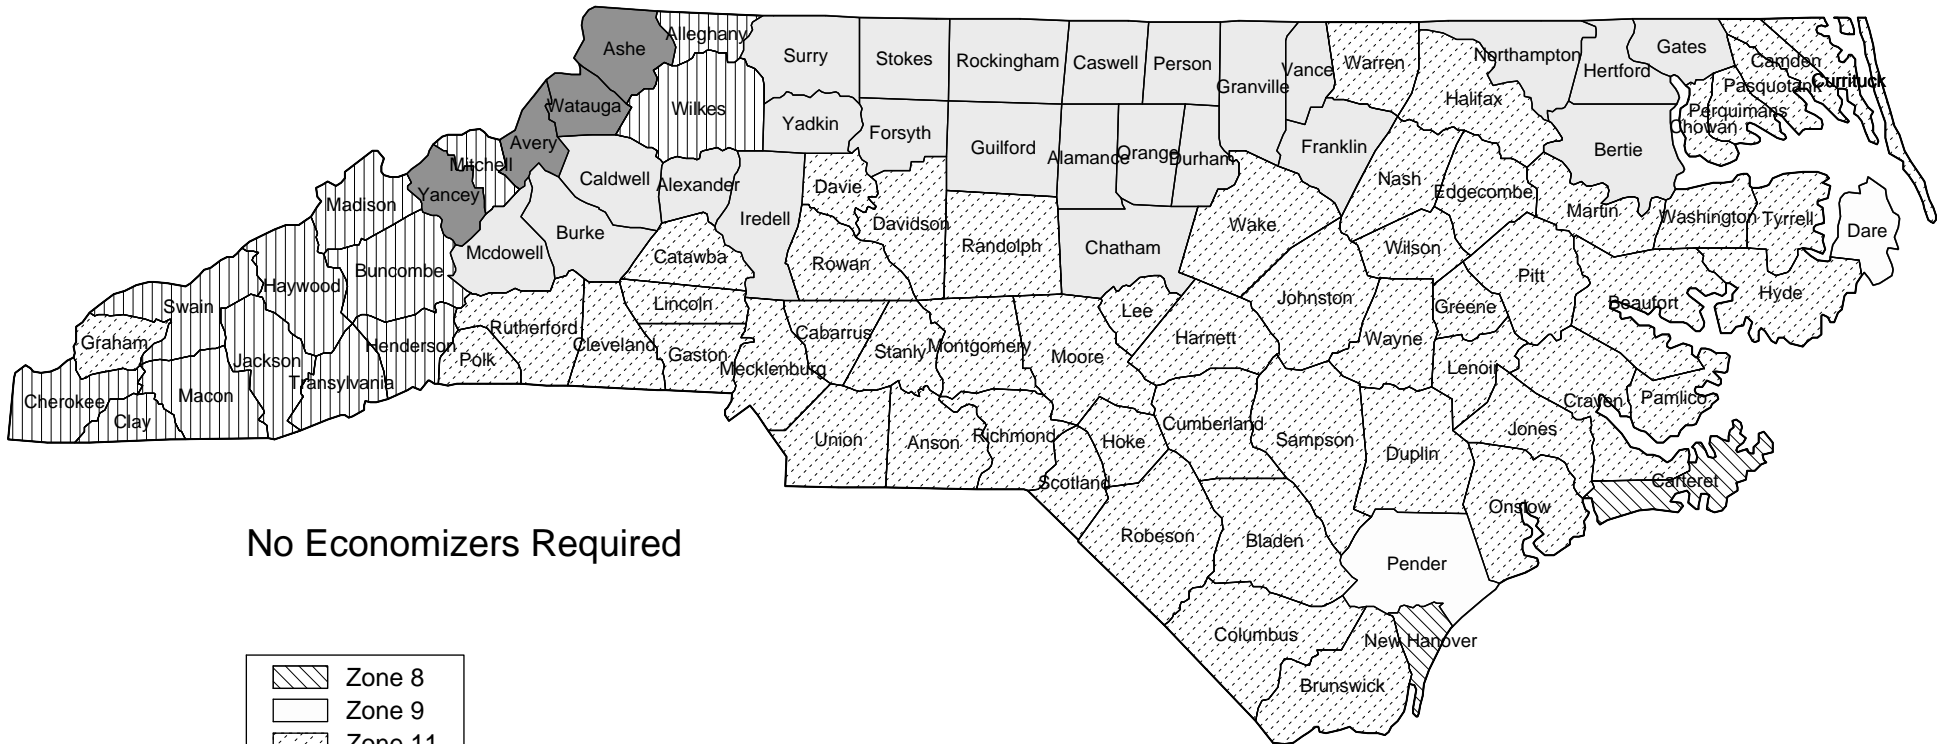 Ashe
Alleghany
Surry
Stokes
Rockingham
Caswell
Person
Granville
Vance
Warren
Northampton
Hertford
Gates
Camden
Pasquotank
Currituck
Perquimans
Chowan
Halifax
Watauga
Wilkes
Yadkin
Forsyth
Guilford
Alamance
Orange
Durham
Franklin
Bertie
Avery
Mitchell
Yancey
Caldwell
Alexander
Iredell
Davie
Davidson
Randolph
Chatham
Wake
Nash
Edgecombe
Martin
Washington
Tyrrell
Dare
Madison
Buncombe
Mcdowell
Burke
Catawba
Rowan
Wilson
Pitt
Beaufort
Hyde
Swain
Haywood
Lincoln
Lee
Johnston
Greene
Graham
Jackson
Henderson
Rutherford
Cleveland
Polk
Gaston
Mecklenburg
Cabarrus
Stanly
Montgomery
Moore
Harnett
Wayne
Lenoir
Craven
Pamlico
Cherokee
Clay
Macon
Transylvania
Union
Anson
Richmond
Hoke
Cumberland
Sampson
Duplin
Jones
Scotland
Onslow
Carteret
Robeson
Bladen
Pender
Columbus
New Hanover
Brunswick
No Economizers Required
Zone 8
Zone 9
Zone 11